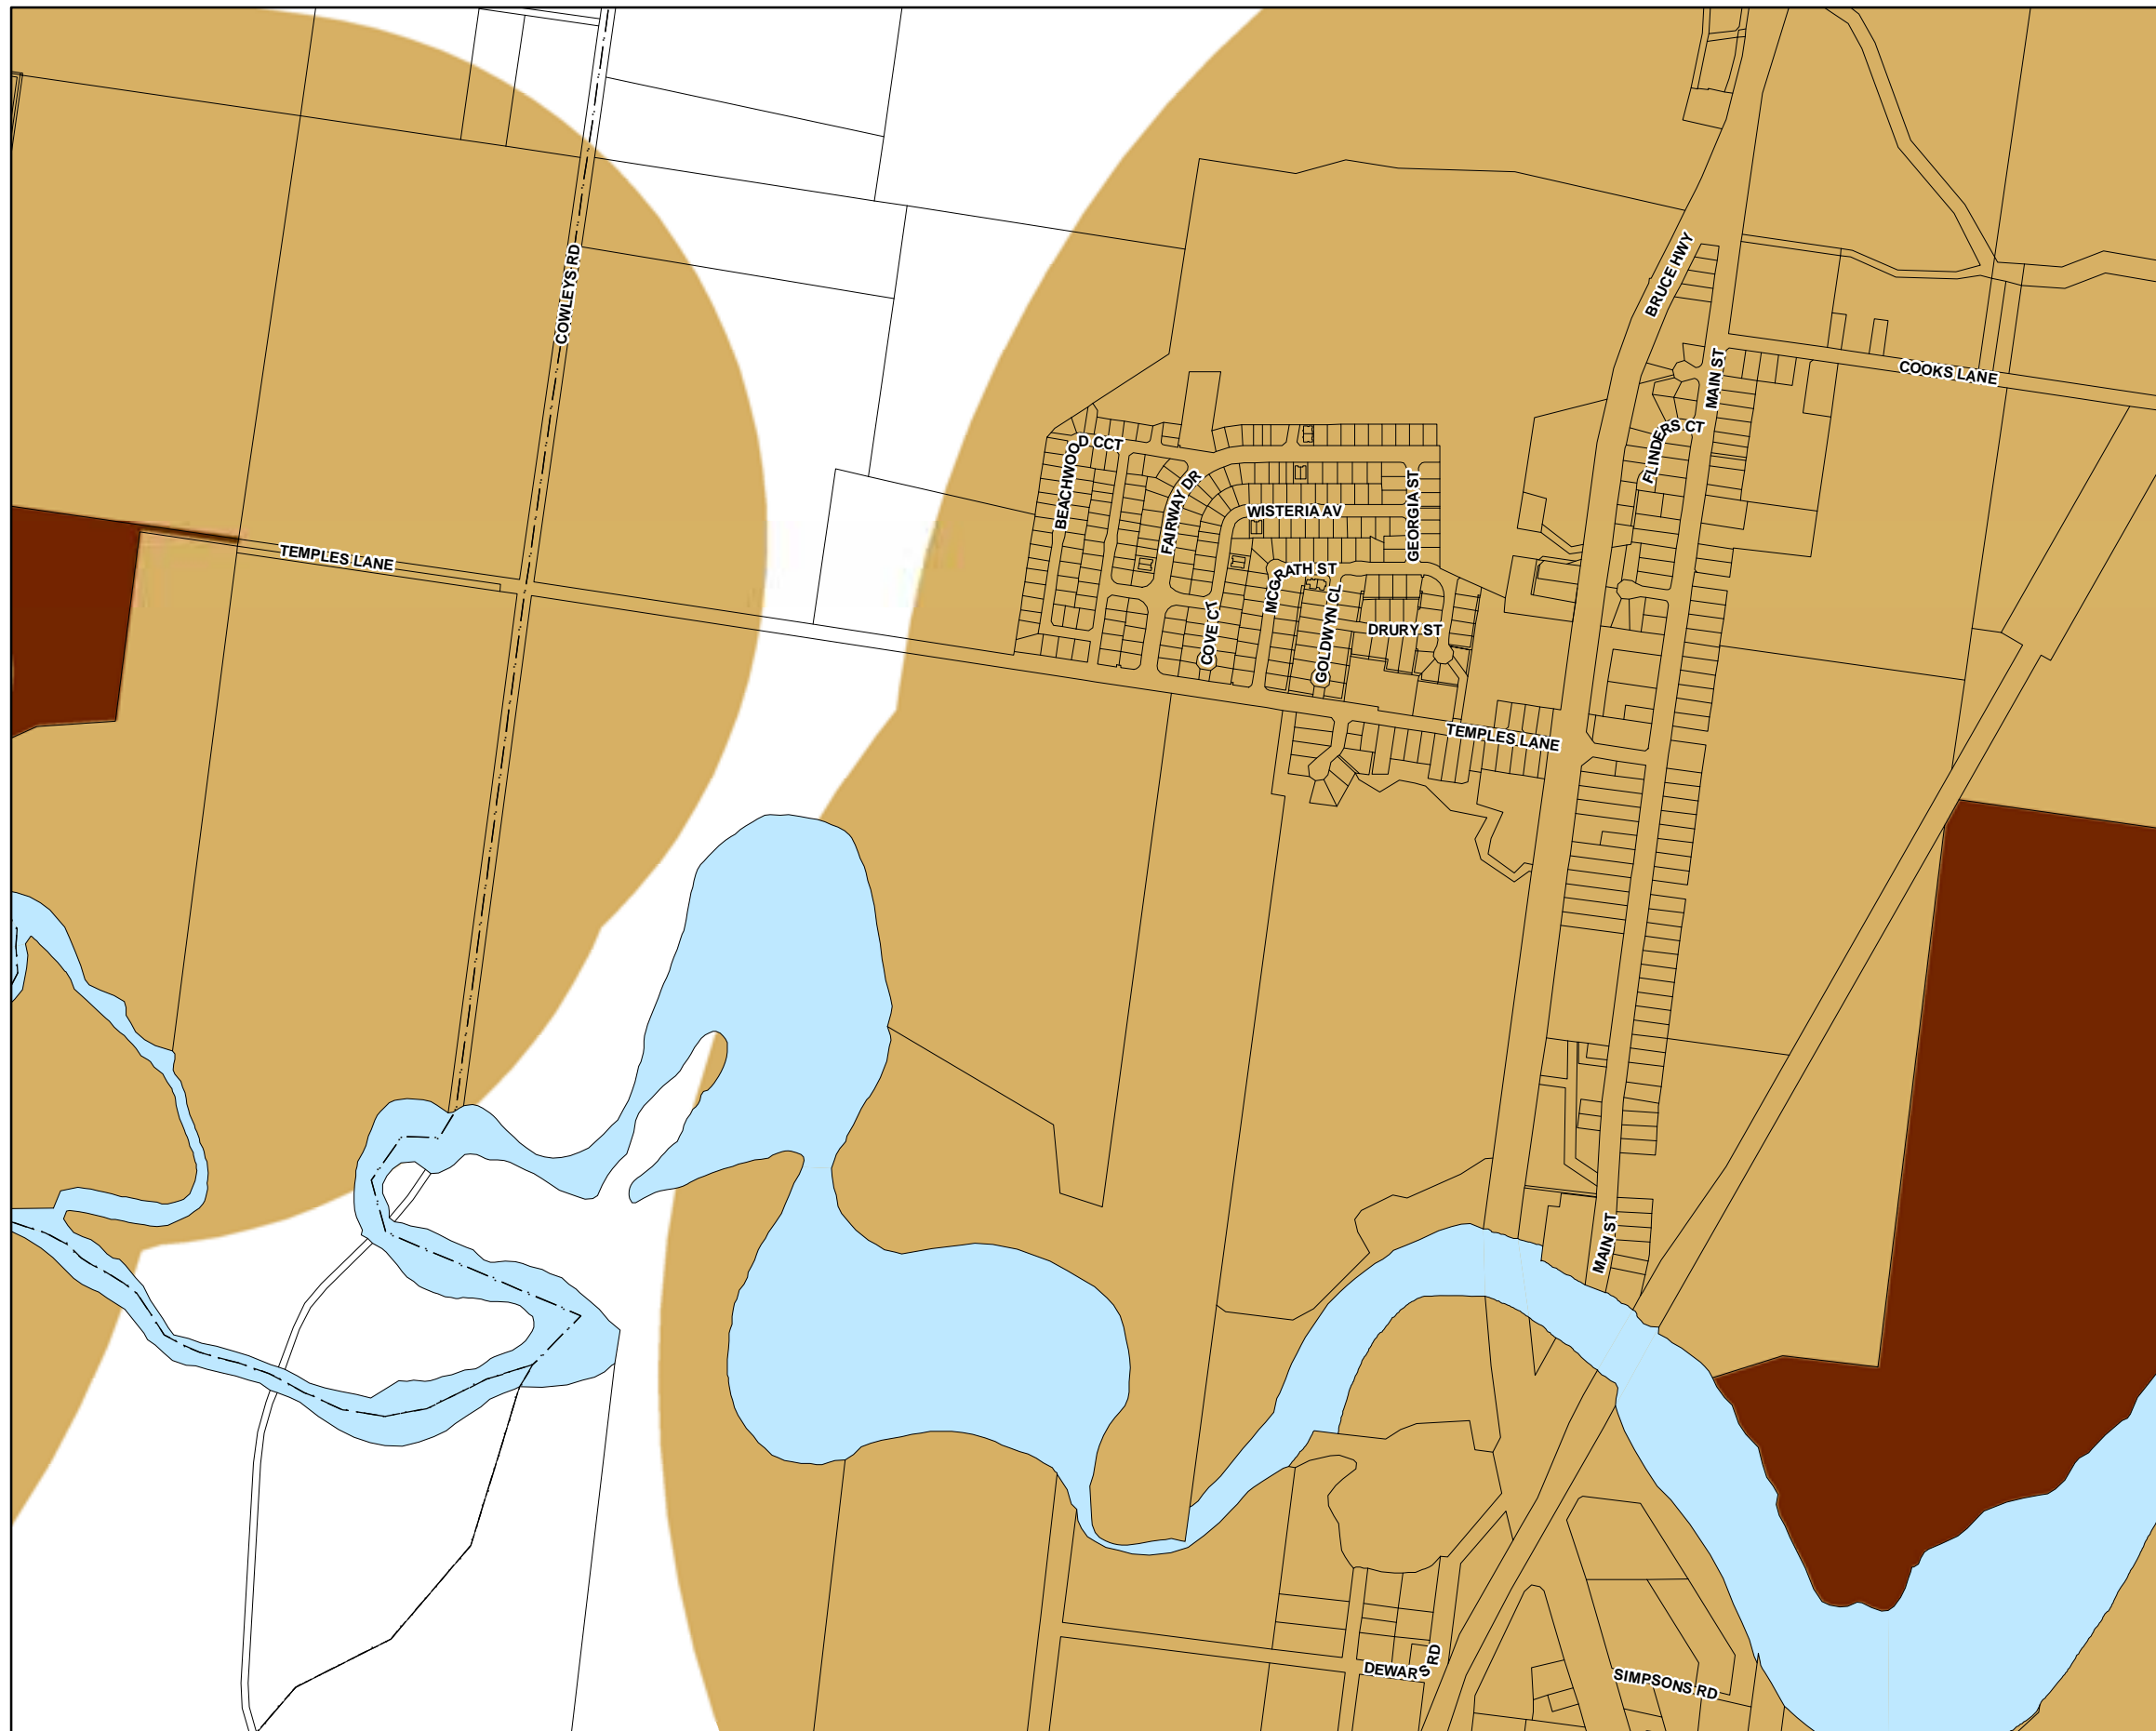 BRUCE HWY
COWLEYS RD
MAIN ST
COOKS LANE
FLINDERS CT
BEACHWOOD CCT
FAIRWAY DR
WISTERIA AV
GEORGIA ST
TEMPLES LANE
MCGRATH ST
GOLDWYN CL
COVE CT
DRURY ST
TEMPLES LANE
MAIN ST
DEWARS RD
SIMPSONS RD